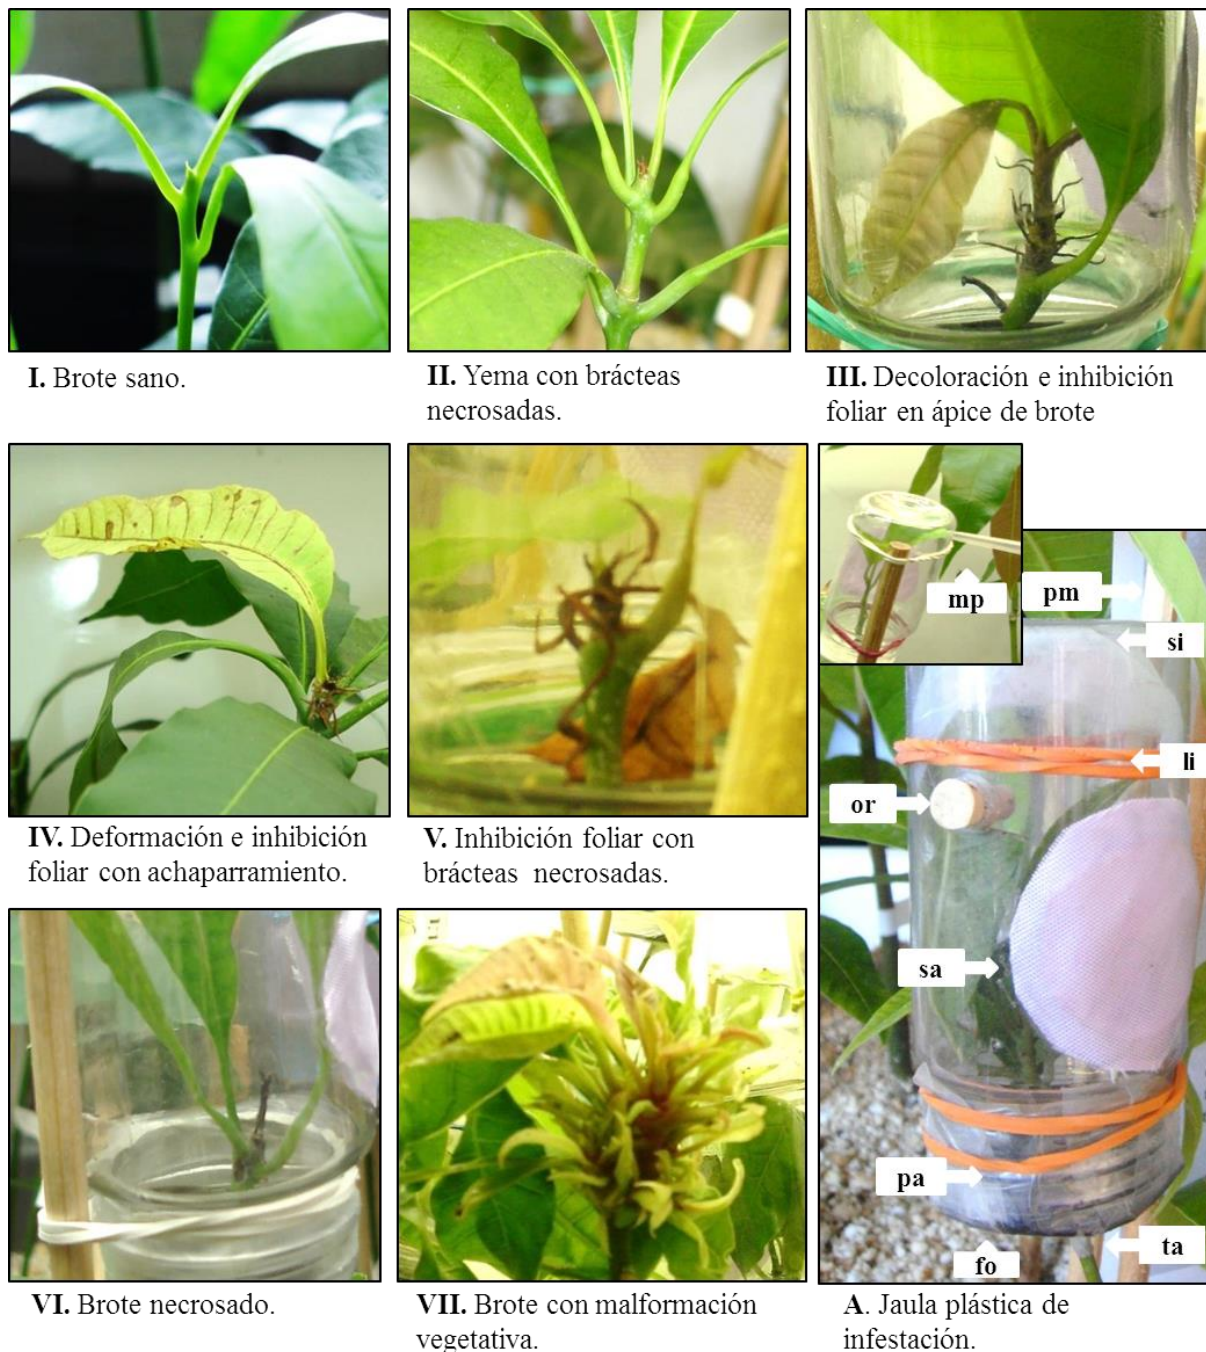 I. Brote sano.
II. Yema con brácteas
necrosadas.
III. Decoloración e inhibición
foliar en ápice de brote
IV. Deformación e inhibición
foliar con achaparramiento.
V. Inhibición foliar con
brácteas necrosadas.
mp
pm
si
li
or
sa
pa
fo
ta
VI. Brote necrosado.
VII. Brote con malformación
vegetativa.
A. Jaula plástica de
infestación.